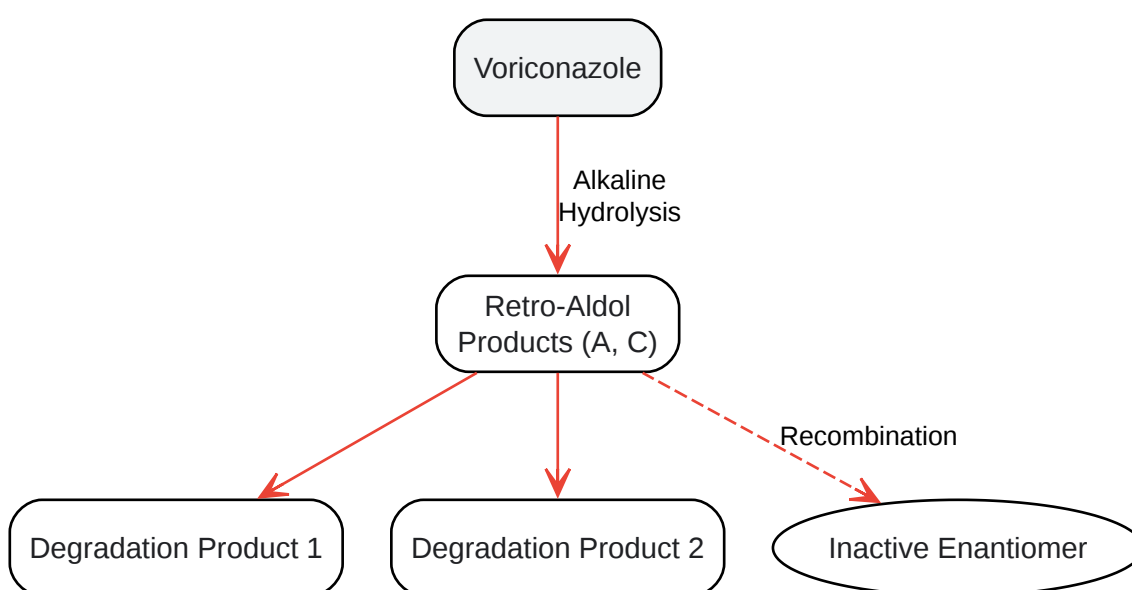 Voriconazole
Alkaline
Hydrolysis
Retro-Aldol
Products (A, C)
Recombination
Degradation Product 1
Degradation Product 2
Inactive Enantiomer